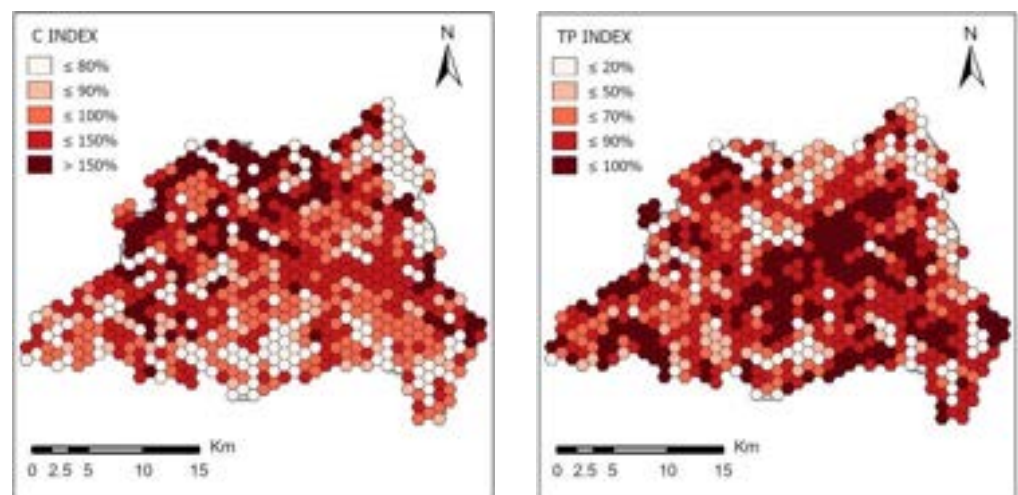 C INDEX
≤ 80%
≤ 90%
≤ 100%
≤ 150%
> 150%
N
Km
0 2.5 5 10 15
TP INDEX
≤ 20%
≤ 50%
≤ 70%
≤ 90%
≤ 100%
N
Km
0 2.5 5 10 15